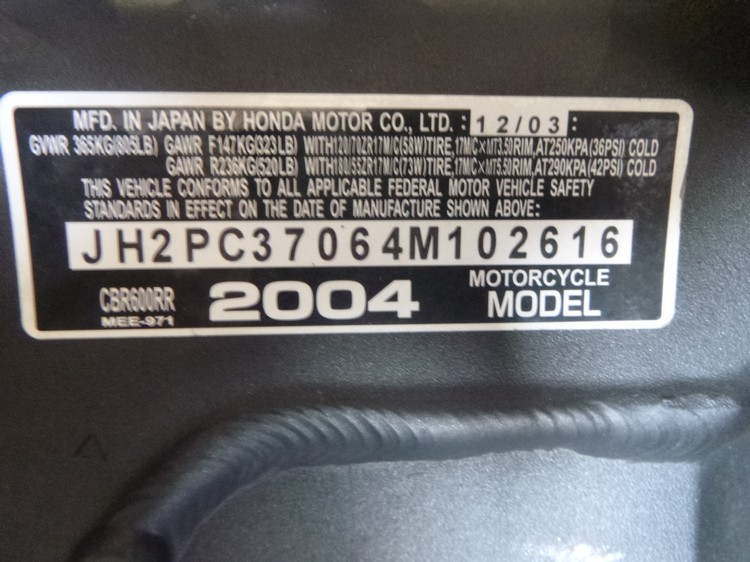 MFD. IN JAPAN BY HONDA MOTOR CO., LTD. : 12/03 :
GVWR 365KG(805LB) GAWR F147KG(323LB) WITH120/70ZR17M/C(58W)TIRE,17M/C×MT3.50RIM,AT250KPA(36PSI) COLD
GAWR R236KG(520LB) WITH180/55ZR17M/C(73W)TIRE,17M/C×MT5.50RIM,AT290KPA(42PSI) COLD
THIS VEHICLE CONFORMS TO ALL APPLICABLE FEDERAL MOTOR VEHICLE SAFETY
STANDARDS IN EFFECT ON THE DATE OF MANUFACTURE SHOWN ABOVE:
JH2PC37064M102616
CBR600RR 2004 MOTORCYCLE
MEE-971 MODEL